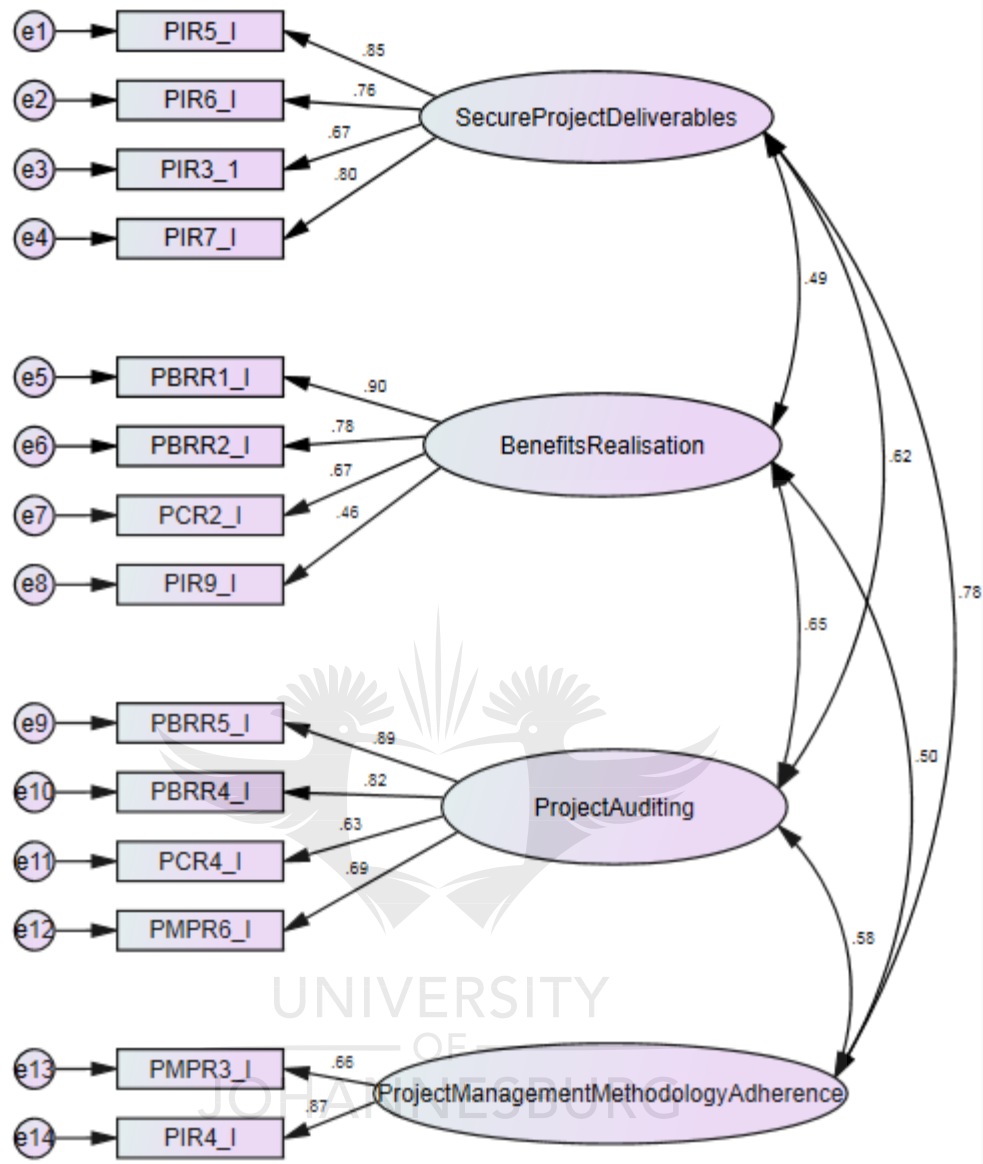 e1
PIR5_I
.85
e2
PIR6_I
.76
SecureProjectDeliverables
e3
PIR3_1
.67
e4
PIR7_I
.80
.49
e5
PBRR1_I
.90
e6
PBRR2_I
.78
BenefitsRealisation
.62
e7
PCR2_I
.67
e8
PIR9_I
.46
.78
.65
e9
PBRR5_I
.89
.50
e10
PBRR4_I
.82
ProjectAuditing
e11
PCR4_I
.63
e12
PMPR6_I
.69
.58
UNIVERSITY
OF
JOHANNESBURG
e13
PMPR3_I
.66
ProjectManagementMethodologyAdherence
e14
PIR4_I
.87